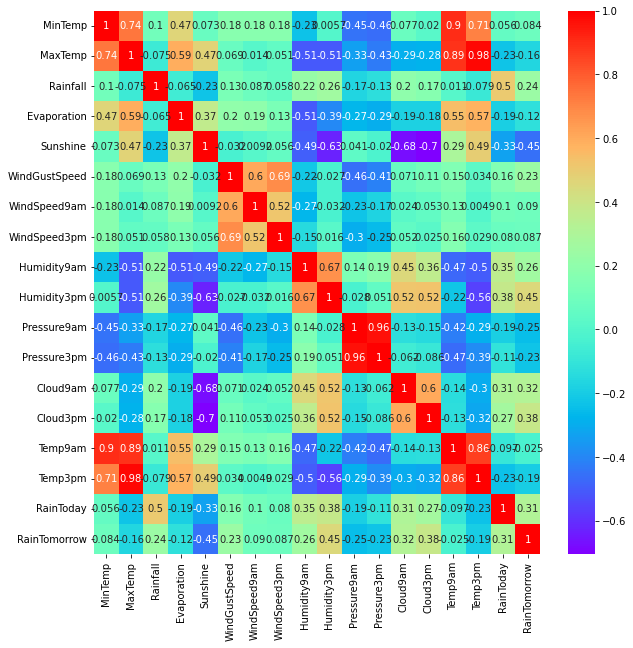 MinTemp 1 0.74 0.1 0.47 0.073 0.18 0.18 0.18 -0.23 0.0057 -0.45 -0.46 0.077 0.02 0.9 0.71 0.056 0.084
MaxTemp 0.74 1 -0.075 0.59 0.47 0.069 0.014 0.051 -0.51 -0.51 -0.33 -0.43 -0.29 -0.28 0.89 0.98 -0.23 -0.16
Rainfall 0.1 -0.075 1 -0.065 -0.23 0.13 0.087 0.058 0.22 0.26 -0.17 -0.13 0.2 0.17 0.011 -0.079 0.5 0.24
Evaporation 0.47 0.59 -0.065 1 0.37 0.2 0.19 0.13 -0.51 -0.39 -0.27 -0.29 -0.19 -0.18 0.55 0.57 -0.19 -0.12
Sunshine 0.073 0.47 -0.23 0.37 1 -0.032 0.0092 0.056 -0.49 -0.63 0.041 -0.02 -0.68 -0.7 0.29 0.49 -0.33 -0.45
WindGustSpeed 0.18 0.069 0.13 0.2 -0.032 1 0.6 0.69 -0.22 -0.027 -0.46 -0.41 0.071 0.11 0.15 0.034 0.16 0.23
WindSpeed9am 0.18 0.014 0.087 0.19 0.0092 0.6 1 0.52 -0.27 -0.032 -0.23 -0.17 0.024 0.053 0.13 0.0049 0.1 0.09
WindSpeed3pm 0.18 0.051 0.058 0.13 0.056 0.69 0.52 1 -0.15 0.016 -0.3 -0.25 0.052 0.025 0.16 0.029 0.08 0.087
Humidity9am -0.23 -0.51 0.22 -0.51 -0.49 -0.22 -0.27 -0.15 1 0.67 0.14 0.19 0.45 0.36 -0.47 -0.5 0.35 0.26
Humidity3pm 0.0057 -0.51 0.26 -0.39 -0.63 -0.027 -0.032 0.016 0.67 1 -0.028 0.051 0.52 0.52 -0.22 -0.56 0.38 0.45
Pressure9am -0.45 -0.33 -0.17 -0.27 0.041 -0.46 -0.23 -0.3 0.14 -0.028 1 0.96 -0.13 -0.15 -0.42 -0.29 -0.19 -0.25
Pressure3pm -0.46 -0.43 -0.13 -0.29 -0.02 -0.41 -0.17 -0.25 0.19 0.051 0.96 1 -0.062 -0.086 -0.47 -0.39 -0.11 -0.23
Cloud9am 0.077 -0.29 0.2 -0.19 -0.68 0.071 0.024 0.052 0.45 0.52 -0.13 -0.062 1 0.6 -0.14 -0.3 0.31 0.32
Cloud3pm 0.02 -0.28 0.17 -0.18 -0.7 0.11 0.053 0.025 0.36 0.52 -0.15 -0.086 0.6 1 -0.13 -0.32 0.27 0.38
Temp9am 0.9 0.89 0.011 0.55 0.29 0.15 0.13 0.16 -0.47 -0.22 -0.42 -0.47 -0.14 -0.13 1 0.86 -0.097 -0.025
Temp3pm 0.71 0.98 -0.079 0.57 0.49 0.034 0.0049 0.029 -0.5 -0.56 -0.29 -0.39 -0.3 -0.32 0.86 1 -0.23 -0.19
RainToday 0.056 -0.23 0.5 -0.19 -0.33 0.16 0.1 0.08 0.35 0.38 -0.19 -0.11 0.31 0.27 -0.097 -0.23 1 0.31
RainTomorrow 0.084 -0.16 0.24 -0.12 -0.45 0.23 0.09 0.087 0.26 0.45 -0.25 -0.23 0.32 0.38 -0.025 -0.19 0.31 1
MinTemp
MaxTemp
Rainfall
Evaporation
Sunshine
WindGustSpeed
WindSpeed9am
WindSpeed3pm
Humidity9am
Humidity3pm
Pressure9am
Pressure3pm
Cloud9am
Cloud3pm
Temp9am
Temp3pm
RainToday
RainTomorrow
1.0
0.8
0.6
0.4
0.2
0.0
−0.2
−0.4
−0.6